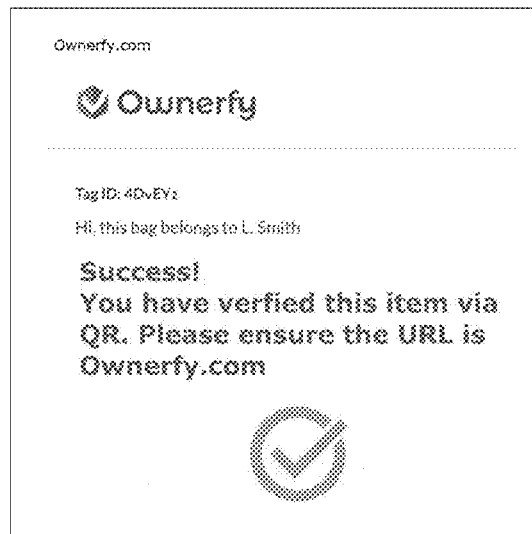 Ownerfy.com
Ownerfy
Tag ID: 4DvEYz
Hi, this bag belongs to L. Smith
Success!
You have verfied this item via
QR. Please ensure the URL is
Ownerfy.com